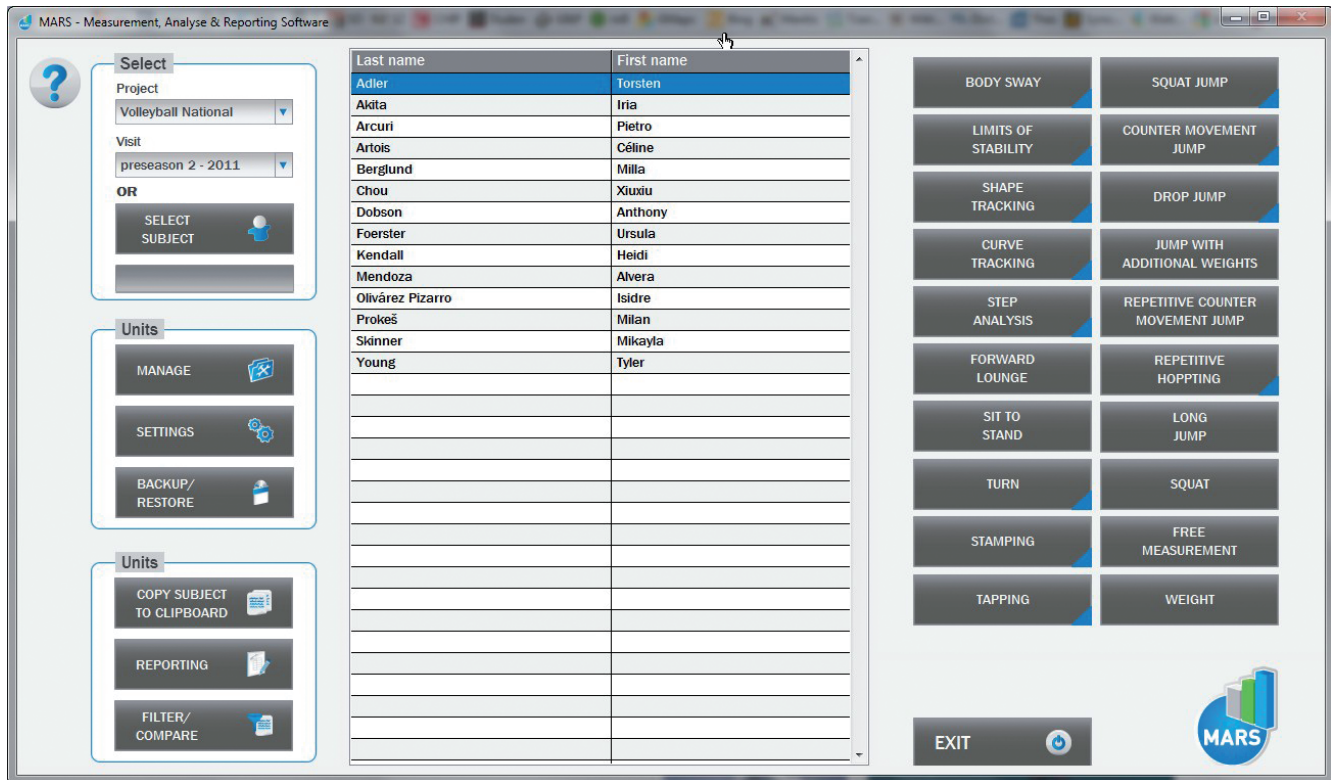 MARS - Measurement, Analyse & Reporting Software
Select
Project
Volleyball National
Visit
preseason 2 - 2011
OR
SELECT
SUBJECT
Units
MANAGE
SETTINGS
BACKUP/
RESTORE
Units
COPY SUBJECT
TO CLIPBOARD
REPORTING
FILTER/
COMPARE
Last name First name
Adler Torsten
Akita Iria
Arcuri Pietro
Artois Céline
Berglund Milla
Chou Xiuxiu
Dobson Anthony
Foerster Ursula
Kendall Heidi
Mendoza Alvera
Olivárez Pizarro Isidre
Prokeš Milan
Skinner Mikayla
Young Tyler
BODY SWAY
SQUAT JUMP
LIMITS OF
STABILITY
COUNTER MOVEMENT
JUMP
SHAPE
TRACKING
DROP JUMP
CURVE
TRACKING
JUMP WITH
ADDITIONAL WEIGHTS
STEP
ANALYSIS
REPETITIVE COUNTER
MOVEMENT JUMP
FORWARD
LOUNGE
REPETITIVE
HOPPTING
SIT TO
STAND
LONG
JUMP
TURN
SQUAT
STAMPING
FREE
MEASUREMENT
TAPPING
WEIGHT
EXIT
MARS